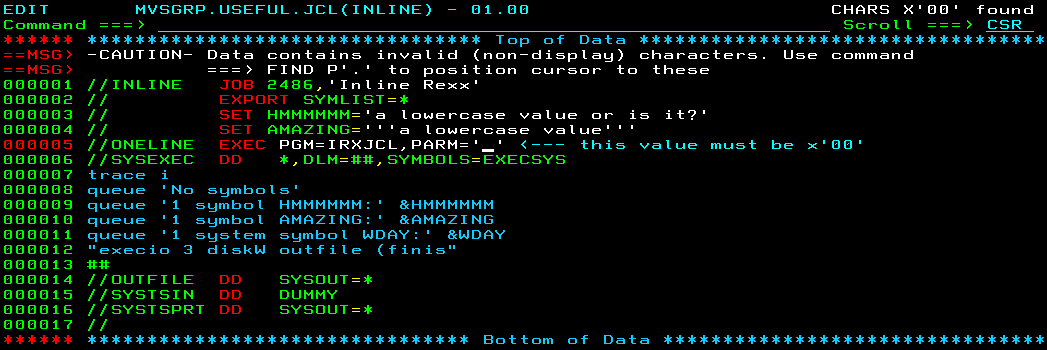 EDIT       MVSGRP.USEFUL.JCL(INLINE) - 01.00                         CHARS X'00' found
Command ===>                                                          Scroll ===> CSR
****** ********************************* Top of Data **********************************
==MSG> -CAUTION- Data contains invalid (non-display) characters. Use command
==MSG>           ===> FIND P'.' to position cursor to these
000001 //INLINE   JOB 2486,'Inline Rexx'
000002 //         EXPORT SYMLIST=*
000003 //         SET HMMMMMM='a lowercase value or is it?'
000004 //         SET AMAZING='''a lowercase value'''
000005 //ONELINE  EXEC PGM=IRXJCL,PARM='_' <--- this value must be x'00'
000006 //SYSEXEC  DD   *,DLM=##,SYMBOLS=EXECSYS
000007 trace i
000008 queue 'No symbols'
000009 queue '1 symbol HMMMMMM:' &HMMMMMM
000010 queue '1 symbol AMAZING:' &AMAZING
000011 queue '1 system symbol WDAY:' &WDAY
000012 "execio 3 diskW outfile (finis"
000013 ##
000014 //OUTFILE  DD   SYSOUT=*
000015 //SYSTSIN  DD   DUMMY
000016 //SYSTSPRT DD   SYSOUT=*
000017 //
****** ******************************** Bottom of Data ********************************